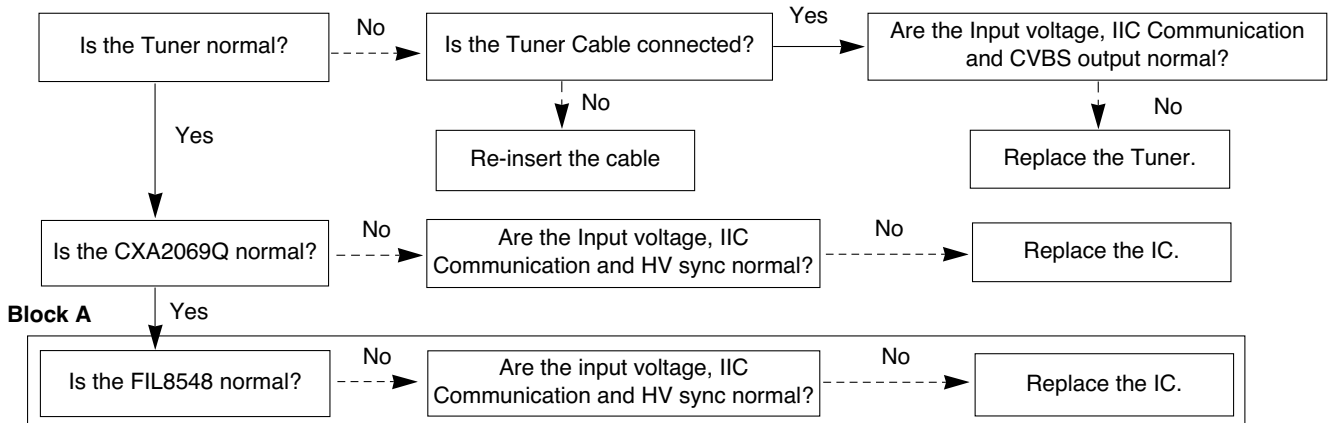 Is the Tuner normal?
No
Is the Tuner Cable connected?
Yes
Are the Input voltage, IIC Communication
and CVBS output normal?
Yes
No
No
Re-insert the cable
Replace the Tuner.
Is the CXA2069Q normal?
No
Are the Input voltage, IIC
Communication and HV sync normal?
No
Replace the IC.
Yes
Block A
Is the FIL8548 normal?
No
Are the input voltage, IIC
Communication and HV sync normal?
No
Replace the IC.